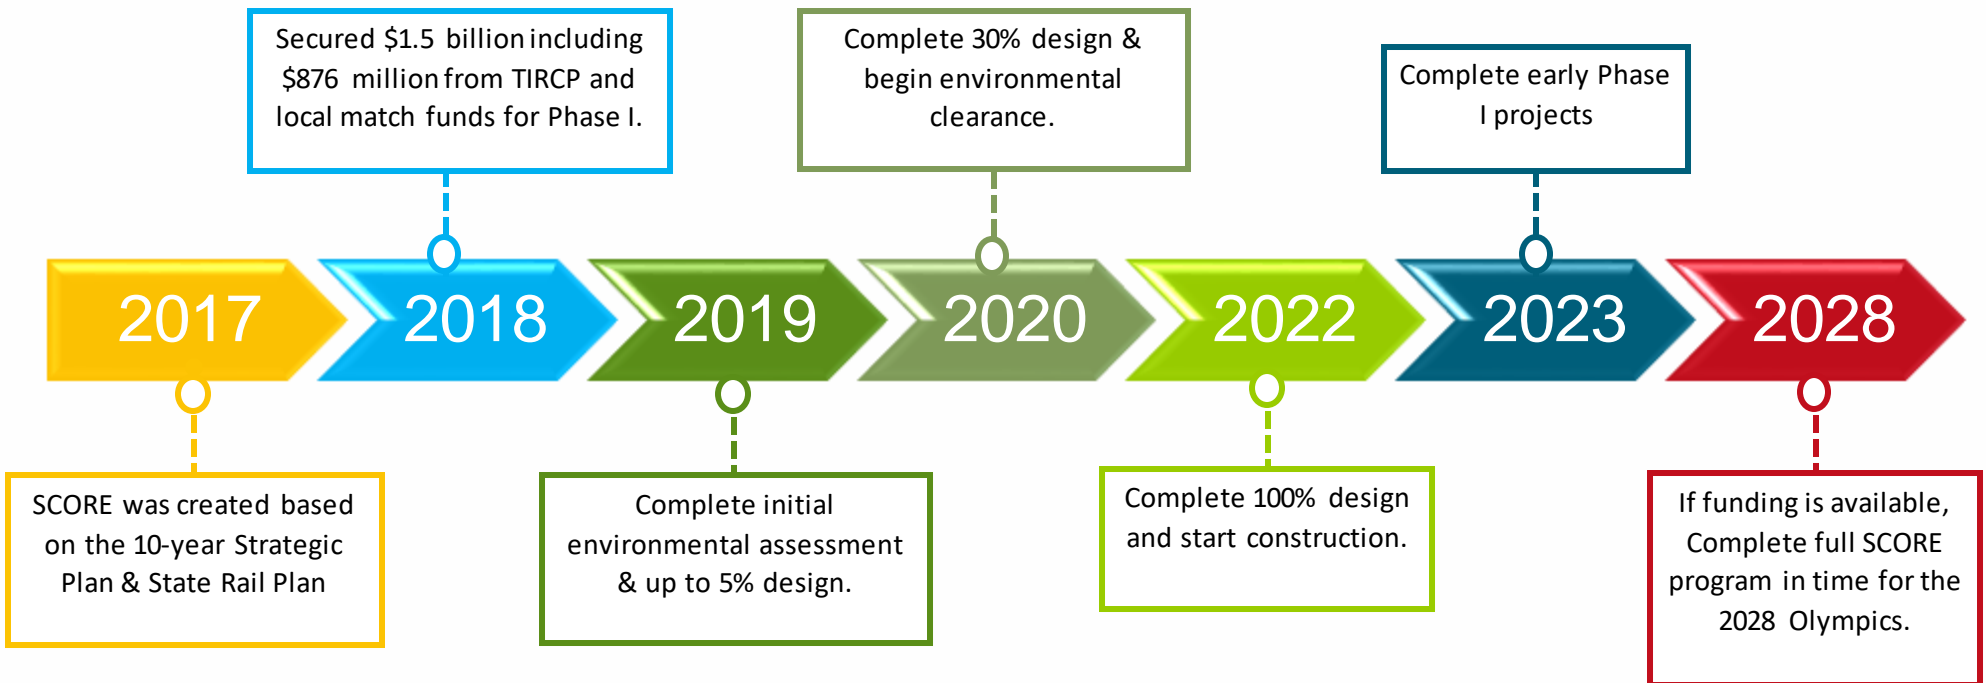 Secured $1.5 billion including
$876 million from TIRCP and
local match funds for Phase I.
Complete 30% design &
begin environmental
clearance.
Complete early Phase
I projects
2017
2018
2019
2020
2022
2023
2028
SCORE was created based
on the 10-year Strategic
Plan & State Rail Plan
Complete initial
environmental assessment
& up to 5% design.
Complete 100% design
and start construction.
If funding is available,
Complete full SCORE
program in time for the
2028 Olympics.